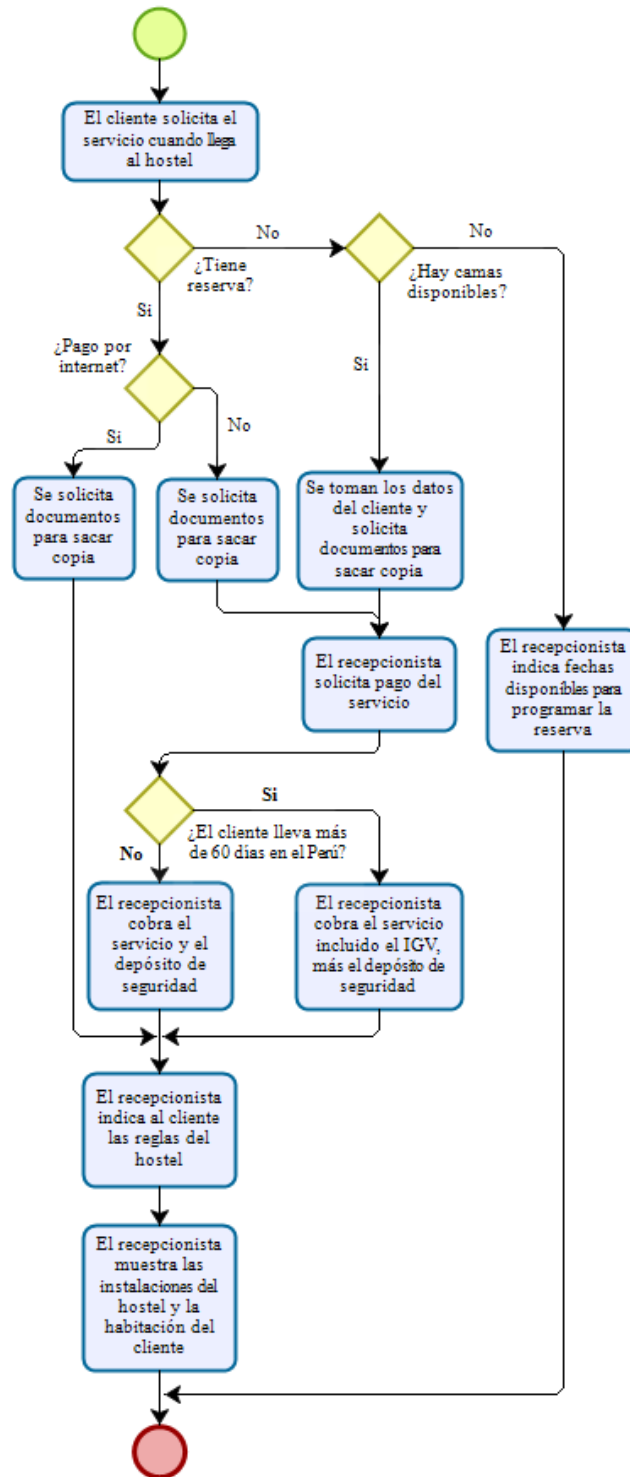 El cliente solicita el
servicio cuando llega
al hostel
No
No
¿Tiene
reserva?
¿Hay camas
disponibles?
Si
¿Pago por
internet?
Si
Si
No
Se solicita
documentos
para sacar
copia
Se solicita
documentos
para sacar
copia
Se toman los datos
del cliente y
solicita
documentos para
sacar copia
El recepcionista
solicita pago del
servicio
El recepcionista
indica fechas
disponibles para
programar la
reserva
Si
¿El cliente lleva más
de 60 días en el Perú?
No
El recepcionista
cobra el
servicio y el
depósito de
seguridad
El recepcionista
cobra el servicio
incluido el IGV,
más el depósito de
seguridad
El recepcionista
indica al cliente
las reglas del
hostel
El recepcionista
muestra las
instalaciones del
hostel y la
habitación del
cliente